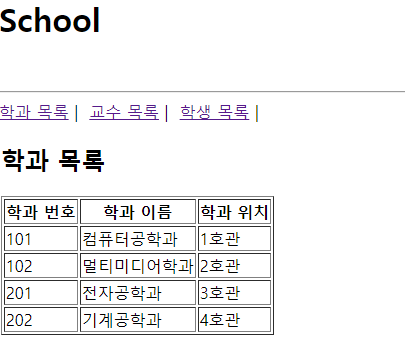 School
학과 목록 | 교수 목록 | 학생 목록 |
학과 목록
학과 번호 학과 이름 학과 위치
101 컴퓨터공학과 1호관
102 멀티미디어학과 2호관
201 전자공학과 3호관
202 기계공학과 4호관